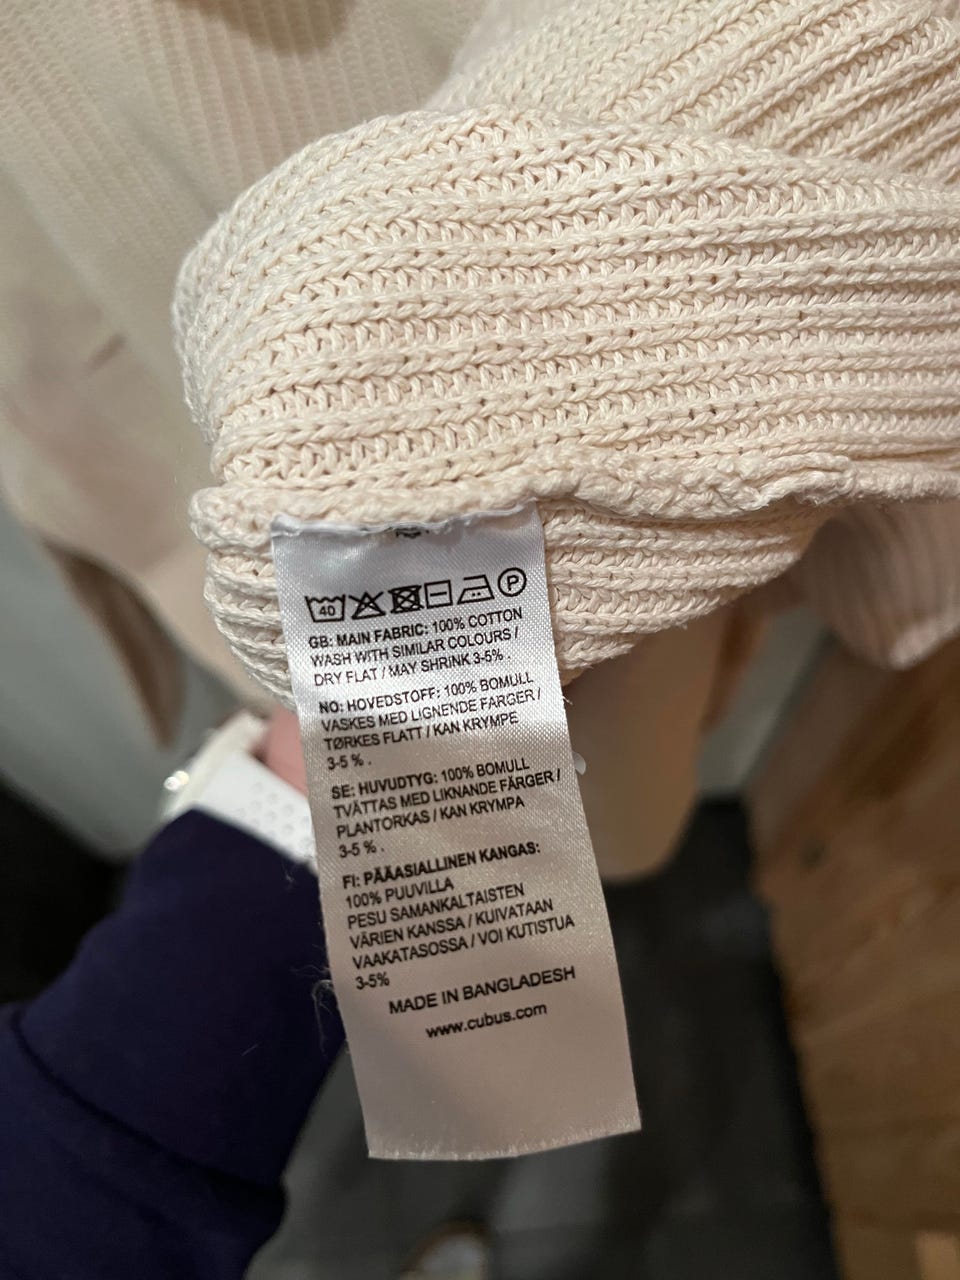 40 P
GB: MAIN FABRIC: 100% COTTON
WASH WITH SIMILAR COLOURS /
DRY FLAT / MAY SHRINK 3-5% .
NO: HOVEDSTOFF: 100% BOMULL
VASKES MED LIGNENDE FARGER /
TØRKES FLATT / KAN KRYMPE
3-5 % .
SE: HUVUDTYG: 100% BOMULL
TVÄTTAS MED LIKNANDE FÄRGER /
PLANTORKAS / KAN KRYMPA
3-5 % .
FI: PÄÄASIALLINEN KANGAS:
100% PUUVILLA
PESU SAMANKALTAISTEN
VÄRIEN KANSSA / KUIVATAAN
VAAKATASOSSA / VOI KUTISTUA
3-5%
MADE IN BANGLADESH
www.cubus.com